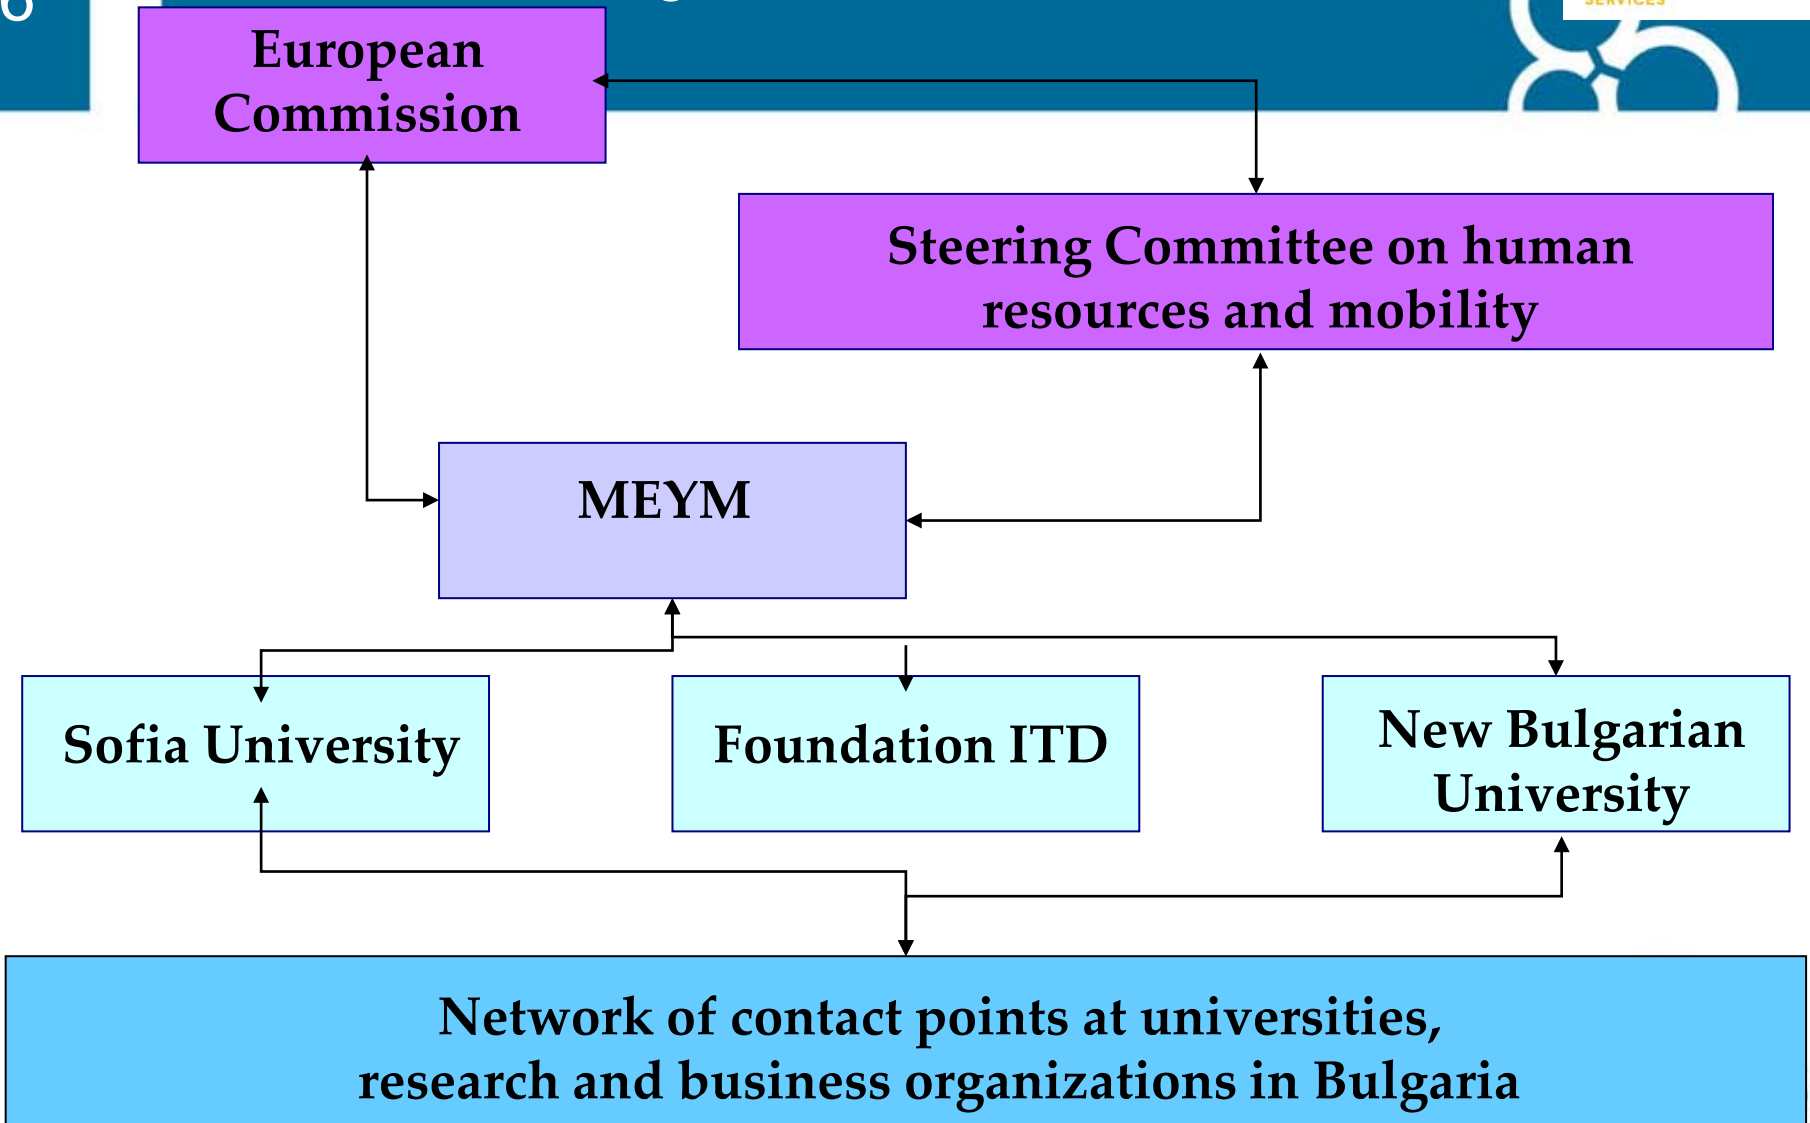 SERVICES
European
Commission
Steering Committee on human
resources and mobility
MEYM
Sofia University
Foundation ITD
New Bulgarian
University
Network of contact points at universities,
research and business organizations in Bulgaria